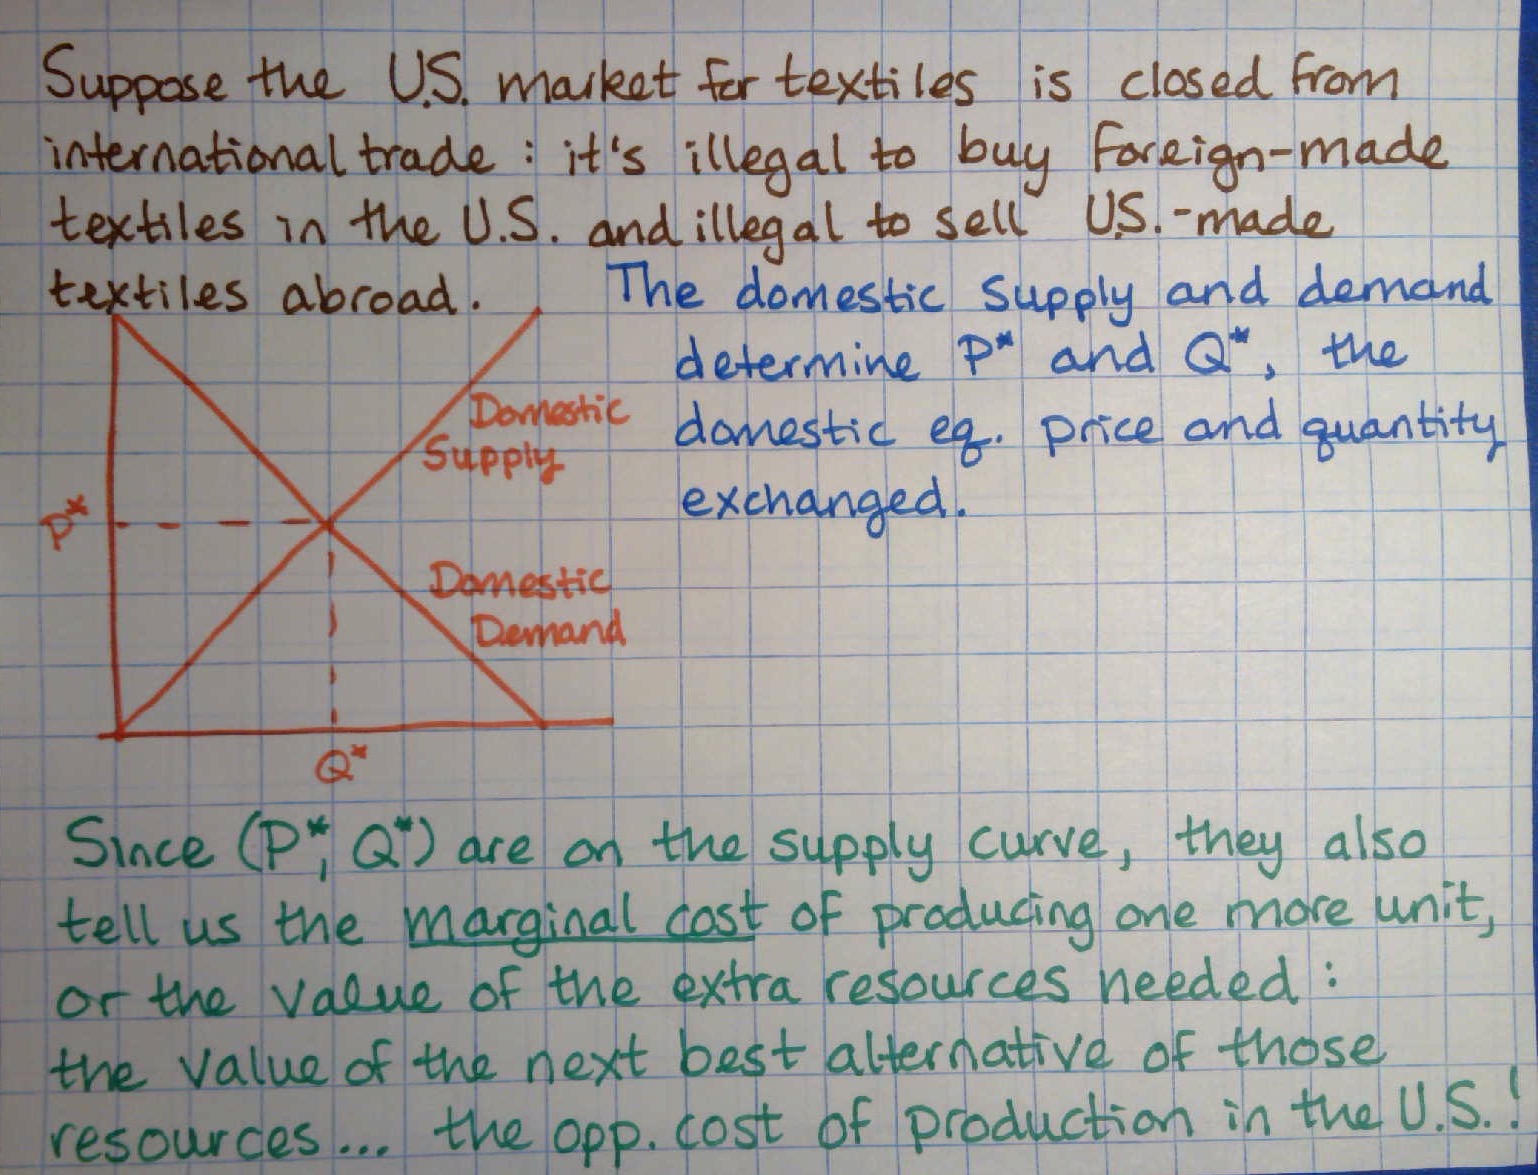 Suppose the U.S. market for textiles is closed from
international trade: it's illegal to buy foreign-made
textiles in the U.S. and illegal to sell U.S.-made
textiles abroad.
The domestic supply and demand
determine P* and Q*, the
domestic eq. price and quantity
exchanged.
Domestic
Supply
P*
Domestic
Demand
Q*
Since (P*, Q*) are on the supply curve, they also
tell us the marginal cost of producing one more unit,
or the value of the extra resources needed:
the value of the next best alternative of those
resources... the opp. cost of production in the U.S.!